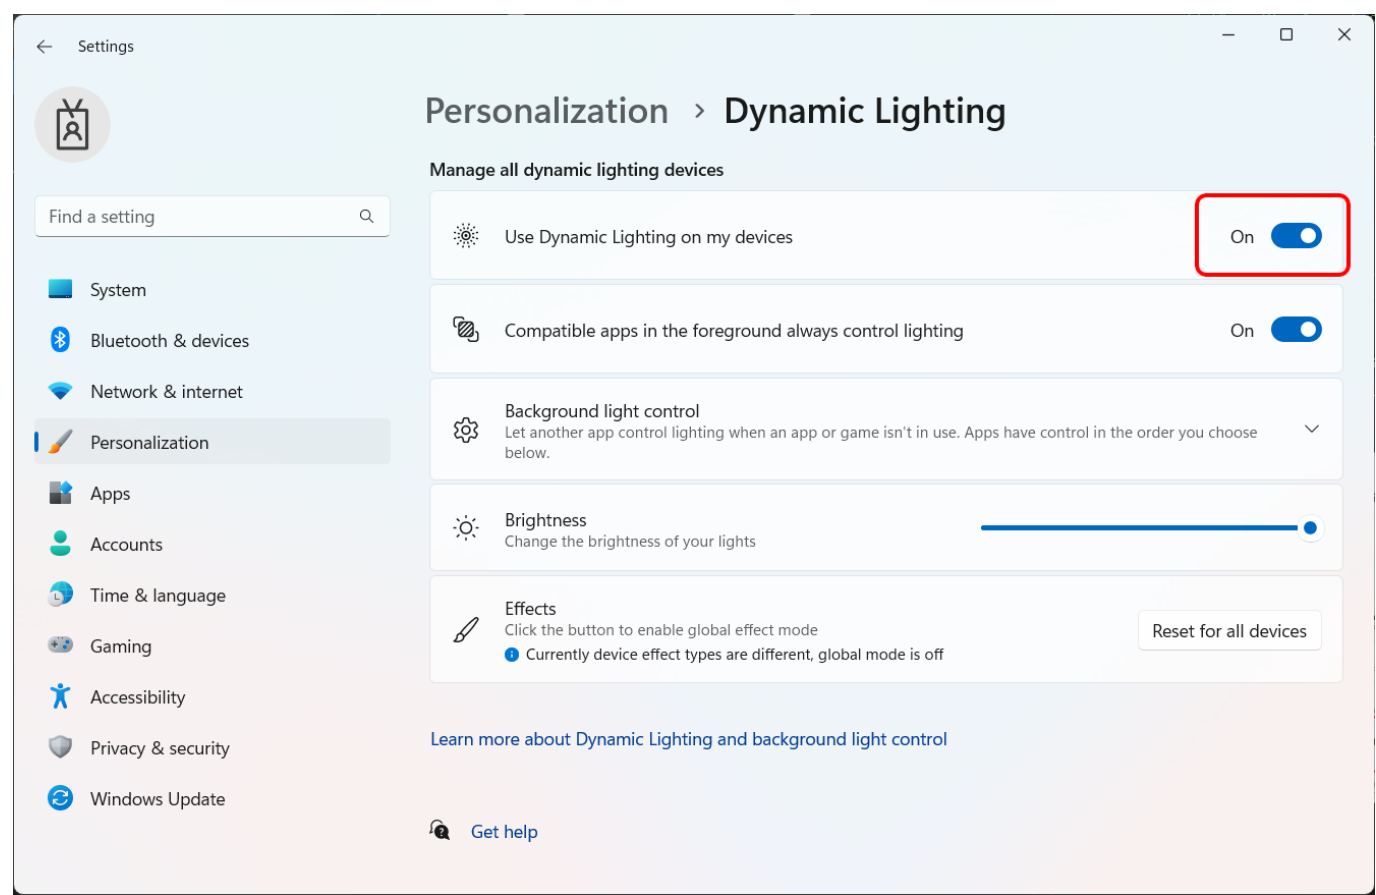 Settings
Find a setting
System
Bluetooth & devices
Network & internet
Personalization
Apps
Accounts
Time & language
Gaming
Accessibility
Privacy & security
Windows Update
Personalization > Dynamic Lighting
Manage all dynamic lighting devices
Use Dynamic Lighting on my devices On
Compatible apps in the foreground always control lighting On
Background light control
Let another app control lighting when an app or game isn't in use. Apps have control in the order you choose
below.
Brightness
Change the brightness of your lights
Effects
Click the button to enable global effect mode
Currently device effect types are different, global mode is off
Reset for all devices
Learn more about Dynamic Lighting and background light control
Get help